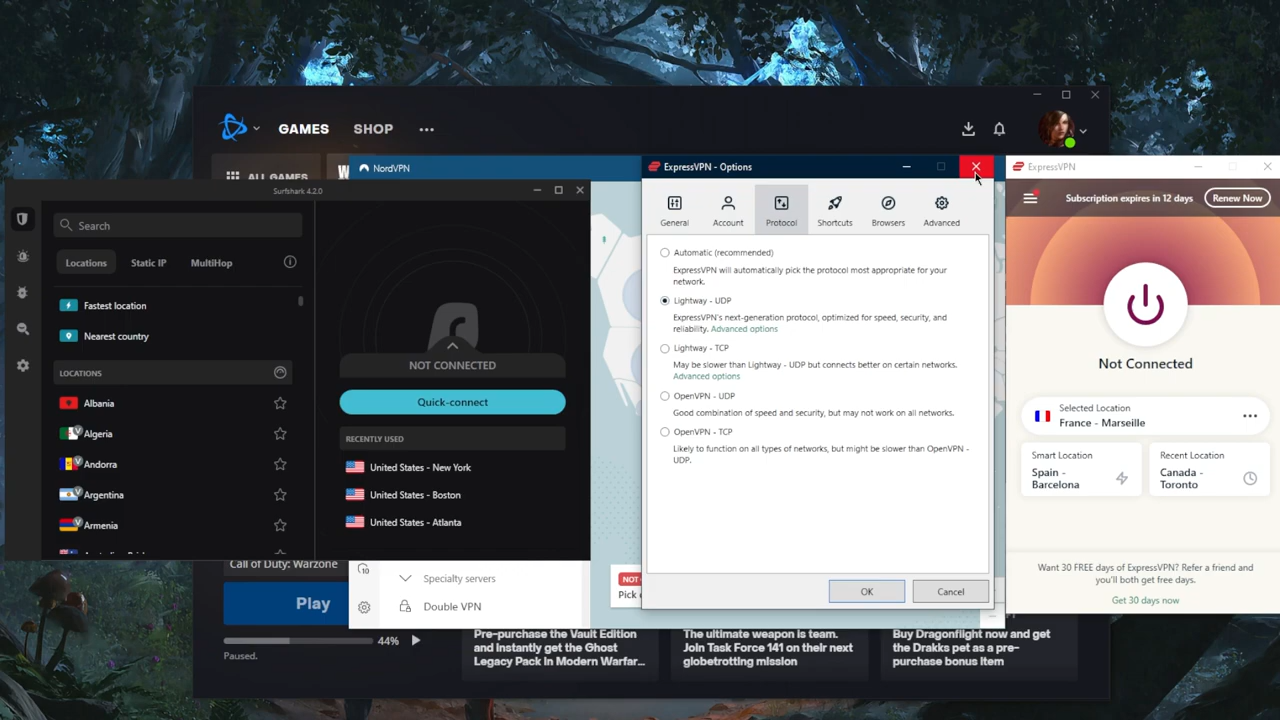 GAMES
SHOP
ALL GAMES
NordVPN
Surfshark 4.2.0
Search
Locations
Static IP
MultiHop
Fastest location
Nearest country
LOCATIONS
Albania
Algeria
Andorra
Argentina
Armenia
NOT CONNECTED
Quick-connect
RECENTLY USED
United States - New York
United States - Boston
United States - Atlanta
ExpressVPN - Options
General
Account
Protocol
Shortcuts
Browsers
Advanced
Automatic (recommended)
ExpressVPN will automatically pick the protocol most appropriate for your
network.
Lightway - UDP
ExpressVPN's next-generation protocol, optimized for speed, security, and
reliability. Advanced options
Lightway - TCP
May be slower than Lightway - UDP but connects better on certain networks.
Advanced options
OpenVPN - UDP
Good combination of speed and security, but may not work on all networks.
OpenVPN - TCP
Likely to function on all types of networks, but might be slower than OpenVPN -
UDP.
OK
Cancel
ExpressVPN
Subscription expires in 12 days
Renew Now
Not Connected
Selected Location
France - Marseille
Smart Location
Spain -
Barcelona
Recent Location
Canada -
Toronto
Want 30 FREE days of ExpressVPN? Refer a friend and
you'll both get free days.
Get 30 days now
Call of Duty: Warzone
Play
44%
Paused.
10
Specialty servers
Double VPN
NOT
Pick
Pre-purchase the Vault Edition
and Instantly get the Ghost
Legacy Pack in Modern Warfar...
The ultimate weapon is team.
Join Task Force 141 on their next
globetrotting mission
Buy Dragonflight now and get
the Drakks pet as a pre-
purchase bonus item